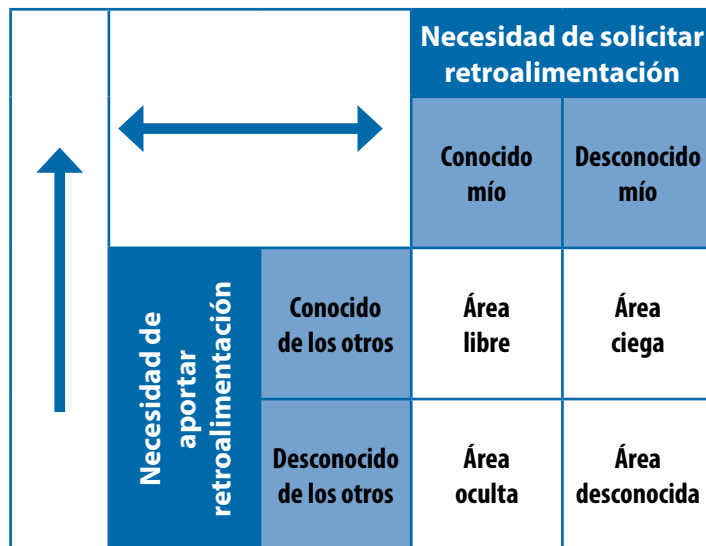 Necesidad de solicitar
retroalimentación
Conocido
mío
Desconocido
mío
Necesidad de
aportar
retroalimentación
Conocido
de los otros
Área
libre
Área
ciega
Desconocido
de los otros
Área
oculta
Área
desconocida